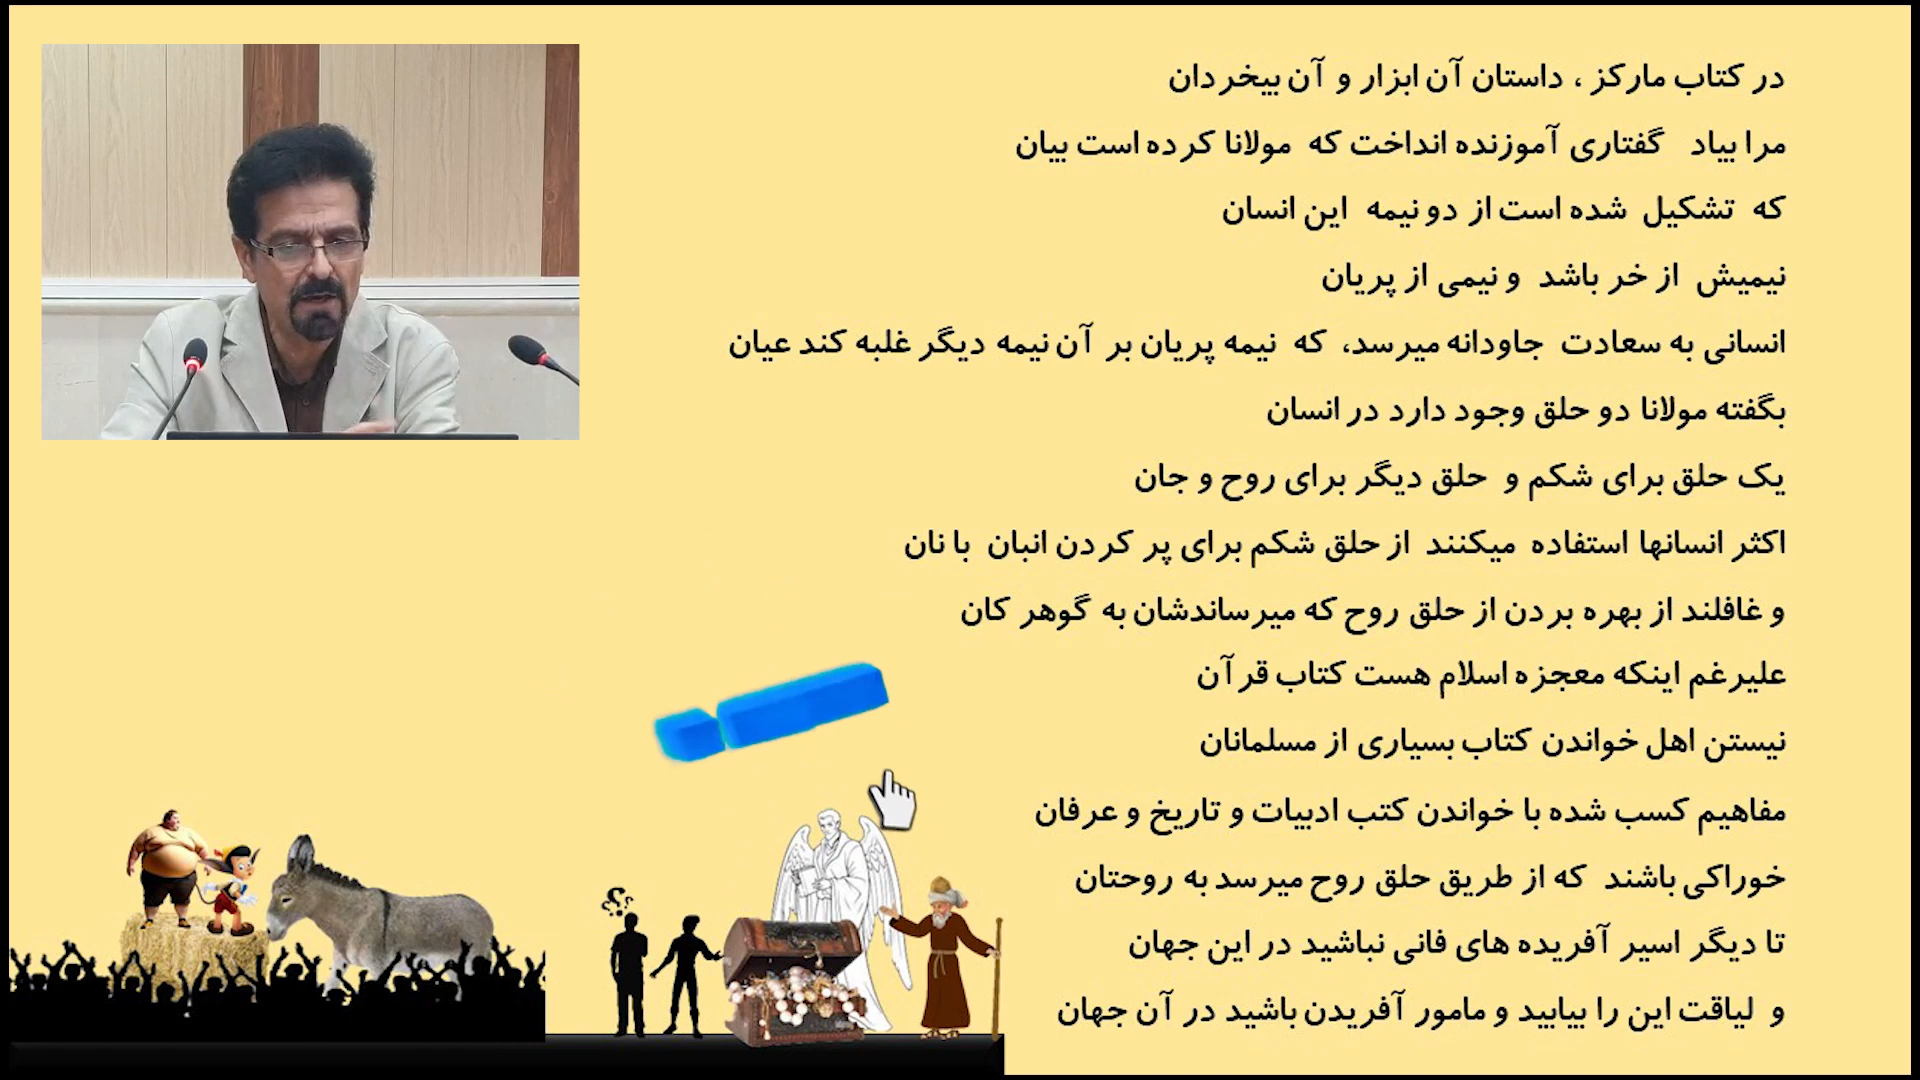 در کتاب مارکز ، داستان آن ابزار و آن بیخردان
مرا بیاد گفتاری آموزنده انداخت که مولانا کرده است بیان
که تشکیل شده است از دو نیمه این انسان
نیمیش از خر باشد و نیمی از پریان
انسانی به سعادت جاودانه میرسد، که نیمه پریان بر آن نیمه دیگر غلبه کند عیان
بگفته مولانا دو حلق وجود دارد در انسان
یک حلق برای شکم و حلق دیگر برای روح و جان
اکثر انسانها استفاده میکنند از حلق شکم برای پر کردن انبان با نان
و غافلند از بهره بردن از حلق روح که میرساندشان به گوهر کان
علیرغم اینکه معجزه اسلام هست کتاب قرآن
نیستن اهل خواندن کتاب بسیاری از مسلمانان
مفاهیم کسب شده با خواندن کتب ادبیات و تاریخ و عرفان
خوراکی باشند که از طریق حلق روح میرسد به روحتان
تا دیگر اسیر آفریده های فانی نباشید در این جهان
و لیاقت این را بیابید و مامور آفریدن باشید در آن جهان